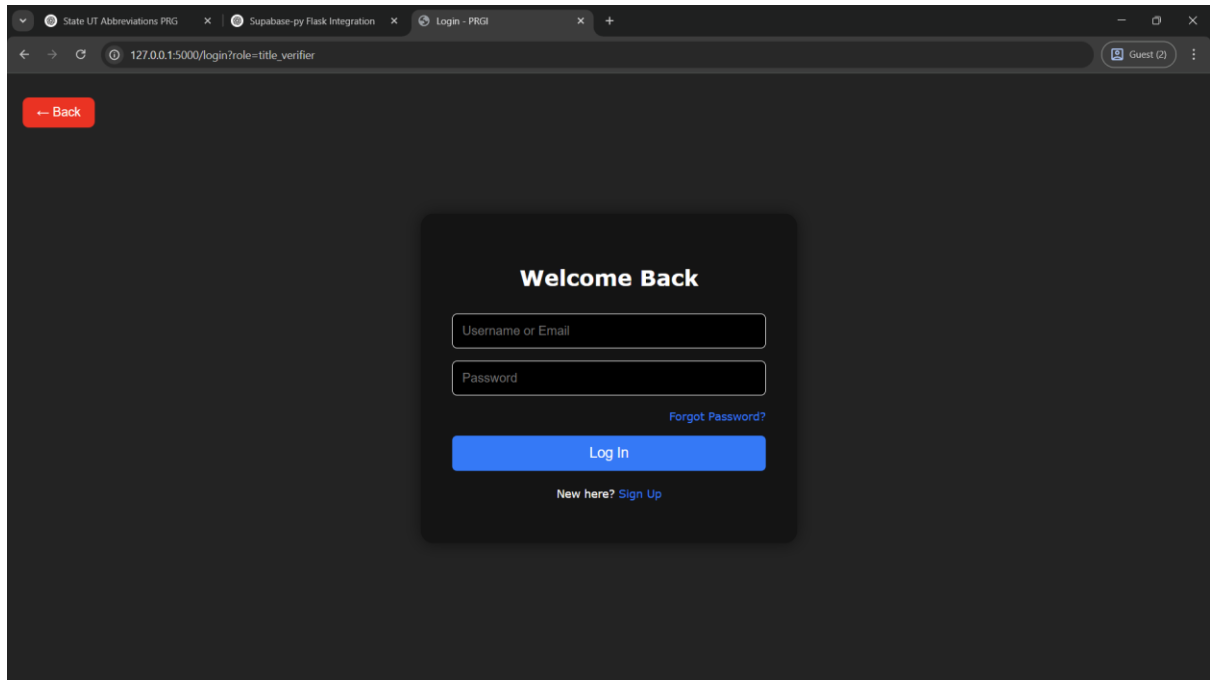 State UT Abbreviations PRG
Supabase-py Flask Integration
Login - PRGI
127.0.0.1:5000/login?role=title_verifier
Guest (2)
← Back
Welcome Back
Username or Email
Password
Forgot Password?
Log In
New here? Sign Up